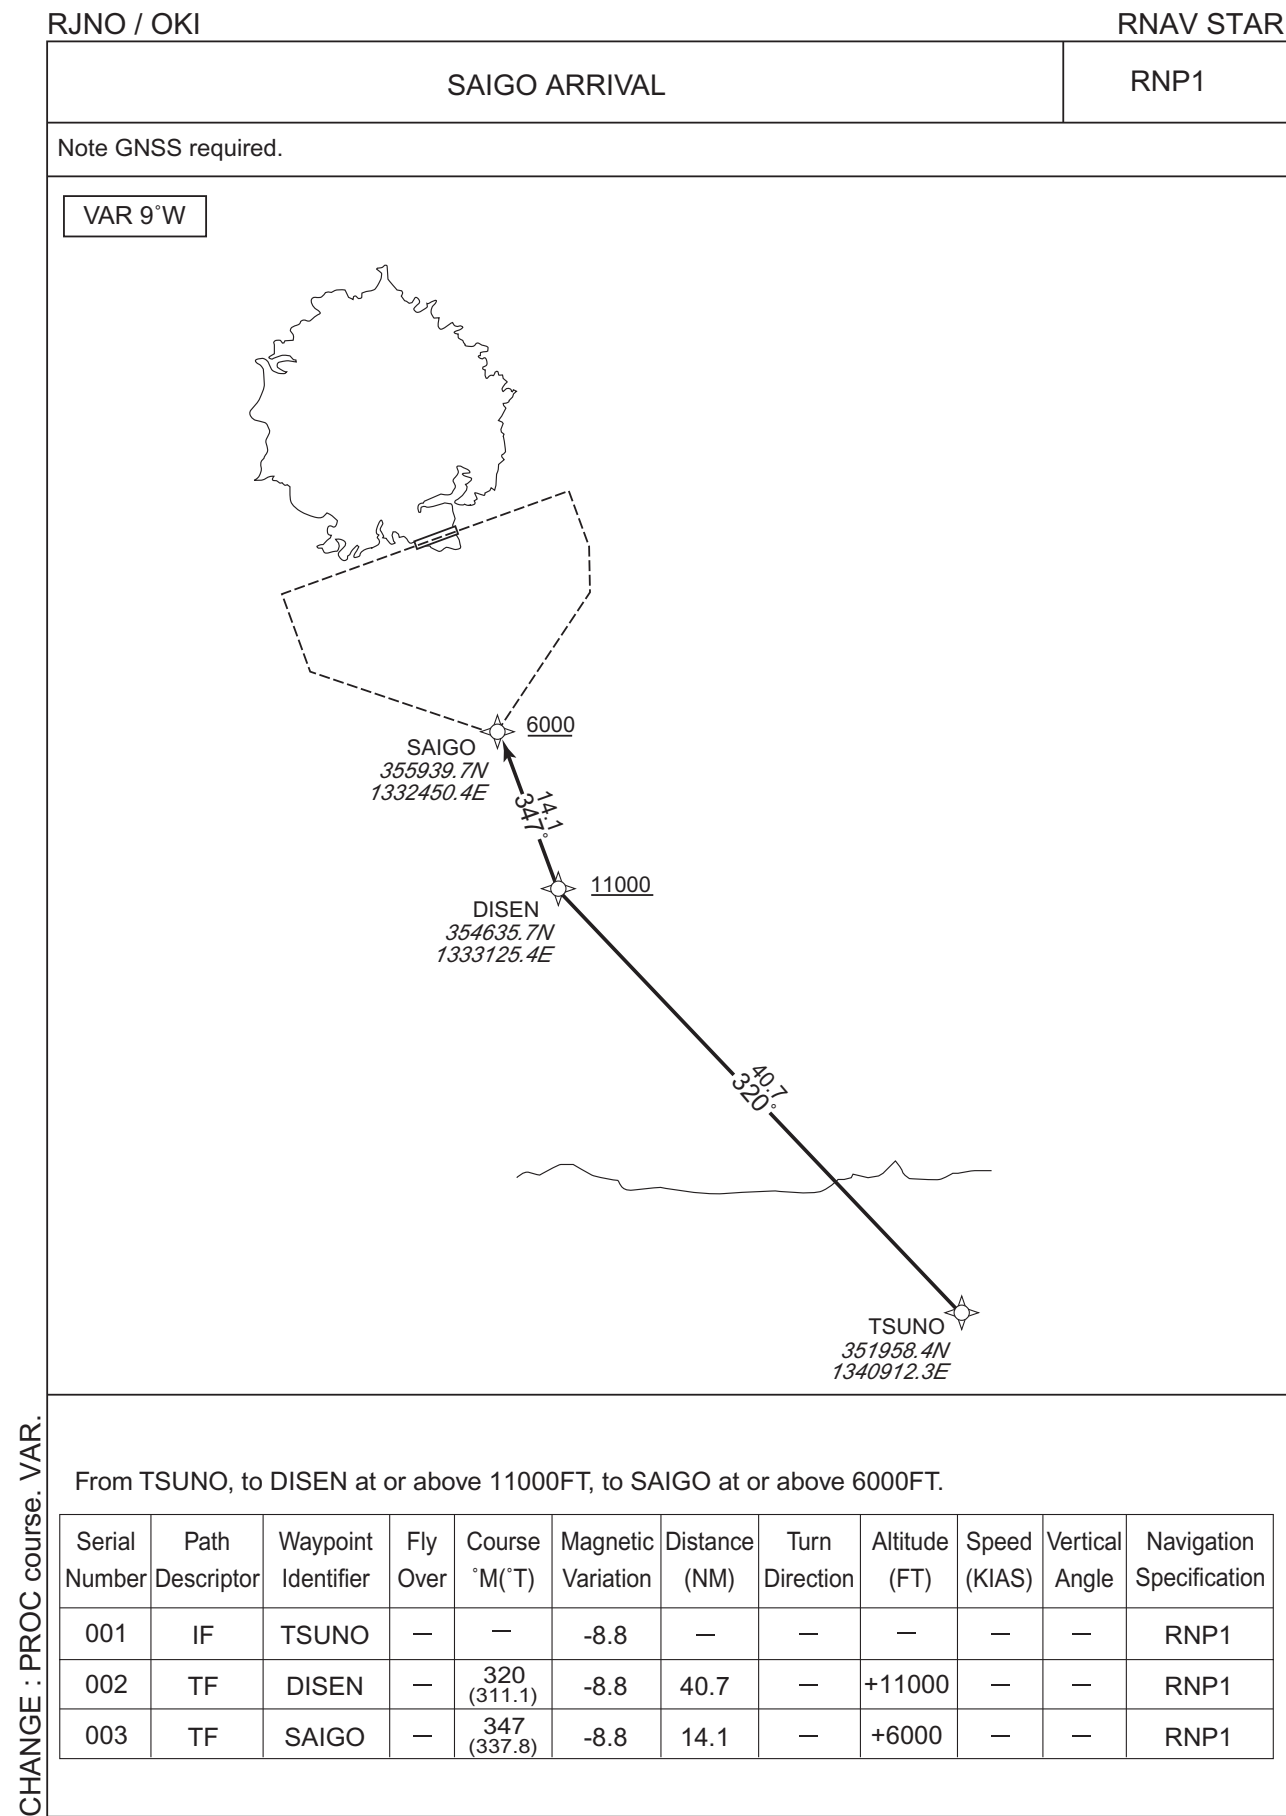 RJNO / OKI
RNAV STAR
SAIGO ARRIVAL
RNP1
Note GNSS required.
VAR 9˚W
6000
SAIGO
355939.7N
1332450.4E
14.1
347˚
11000
DISEN
354635.7N
1333125.4E
40.7
320˚
TSUNO
351958.4N
1340912.3E
From TSUNO, to DISEN at or above 11000FT, to SAIGO at or above 6000FT.
Serial Number Path Descriptor Waypoint Identifier Fly Over Course ˚M(˚T) Magnetic Variation Distance (NM) Turn Direction Altitude (FT) Speed (KIAS) Vertical Angle Navigation Specification
001 IF TSUNO — — -8.8 — — — — — RNP1
002 TF DISEN — 320 (311.1) -8.8 40.7 — +11000 — — RNP1
003 TF SAIGO — 347 (337.8) -8.8 14.1 — +6000 — — RNP1
CHANGE : PROC course. VAR.